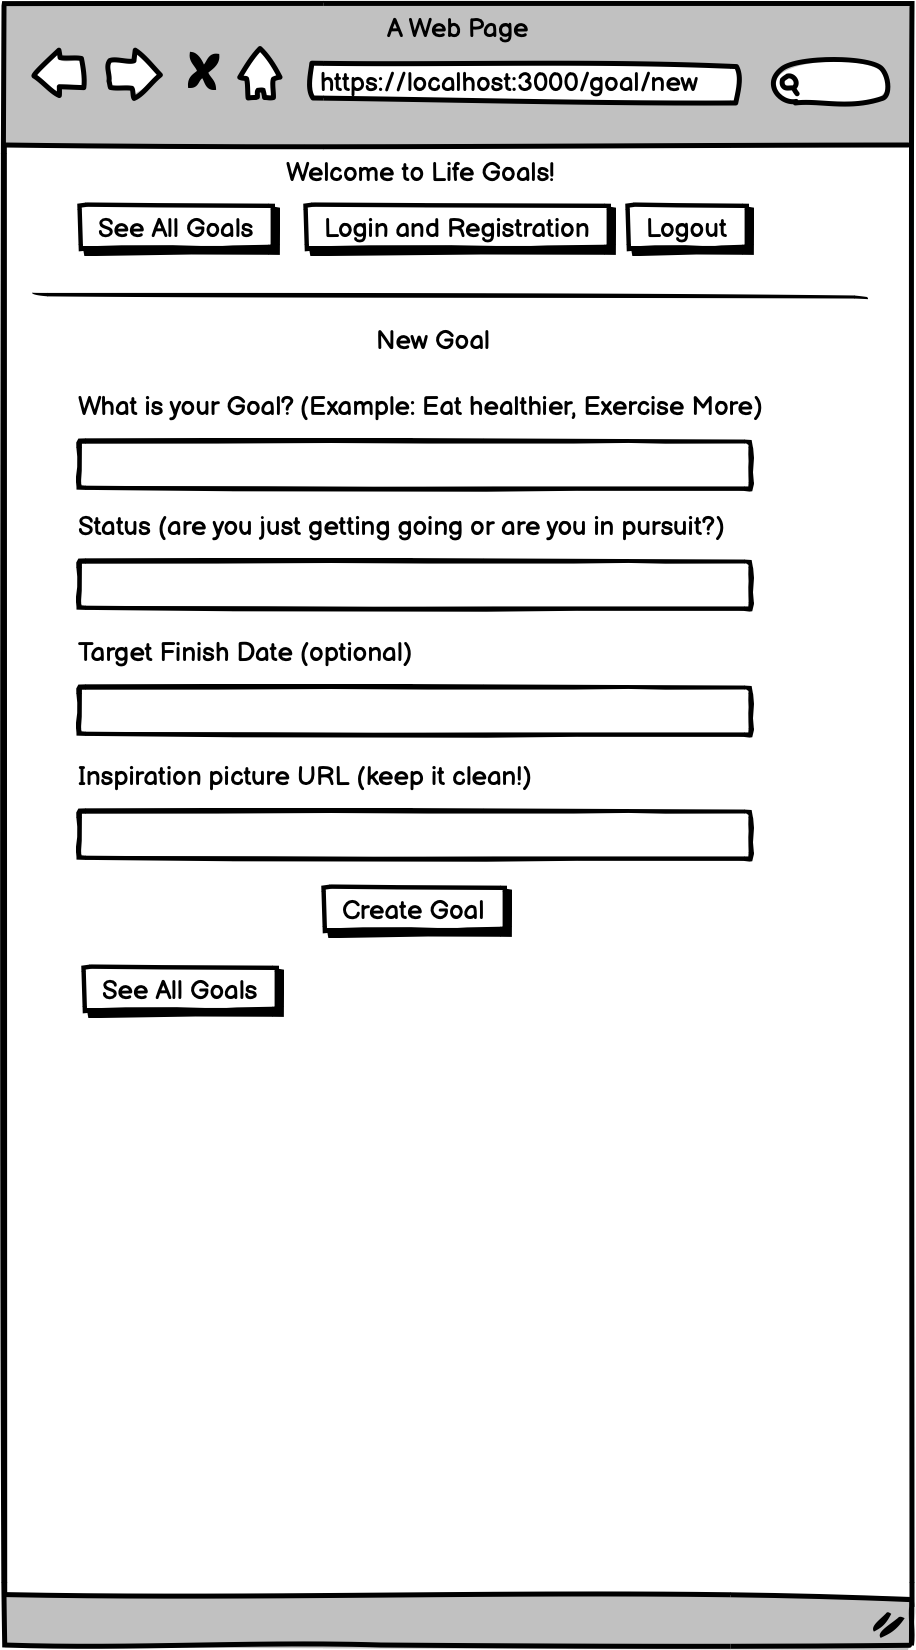 A Web Page
https://localhost:3000/goal/new
Welcome to Life Goals!
See All Goals Login and Registration Logout
New Goal
What is your Goal? (Example: Eat healthier, Exercise More)
Status (are you just getting going or are you in pursuit?)
Target Finish Date (optional)
Inspiration picture URL (keep it clean!)
Create Goal
See All Goals